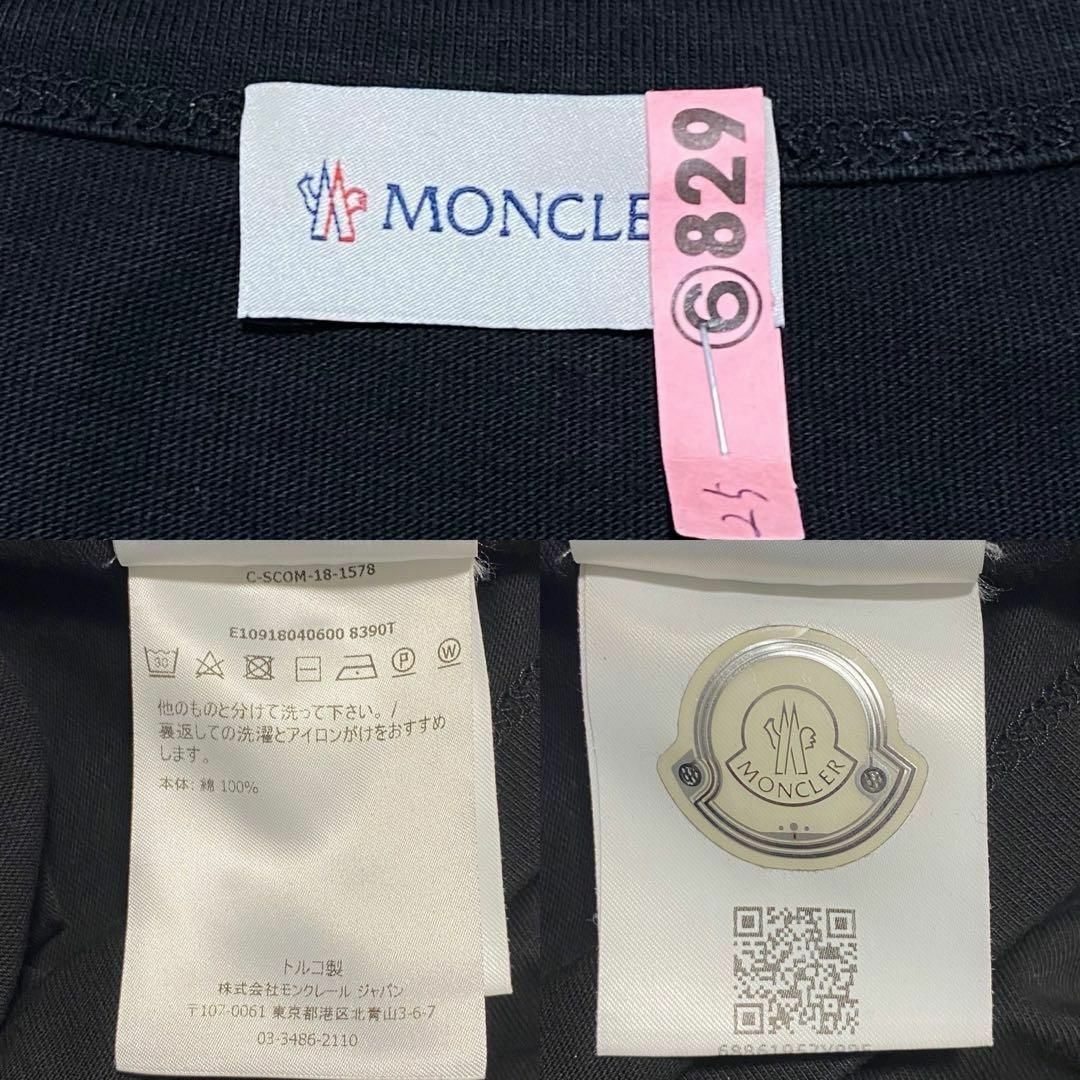 MONCLE
⑥829
25
C-SCOM-18-1578
E10918040600 8390T
30
P
W
他のものと分けて洗って下さい。/
裏返しての洗濯とアイロンがけをおすすめ
します。
本体: 綿 100%
トルコ製
株式会社モンクレール ジャパン
〒107-0061 東京都港区北青山3-6-7
03-3486-2110
MONCLER